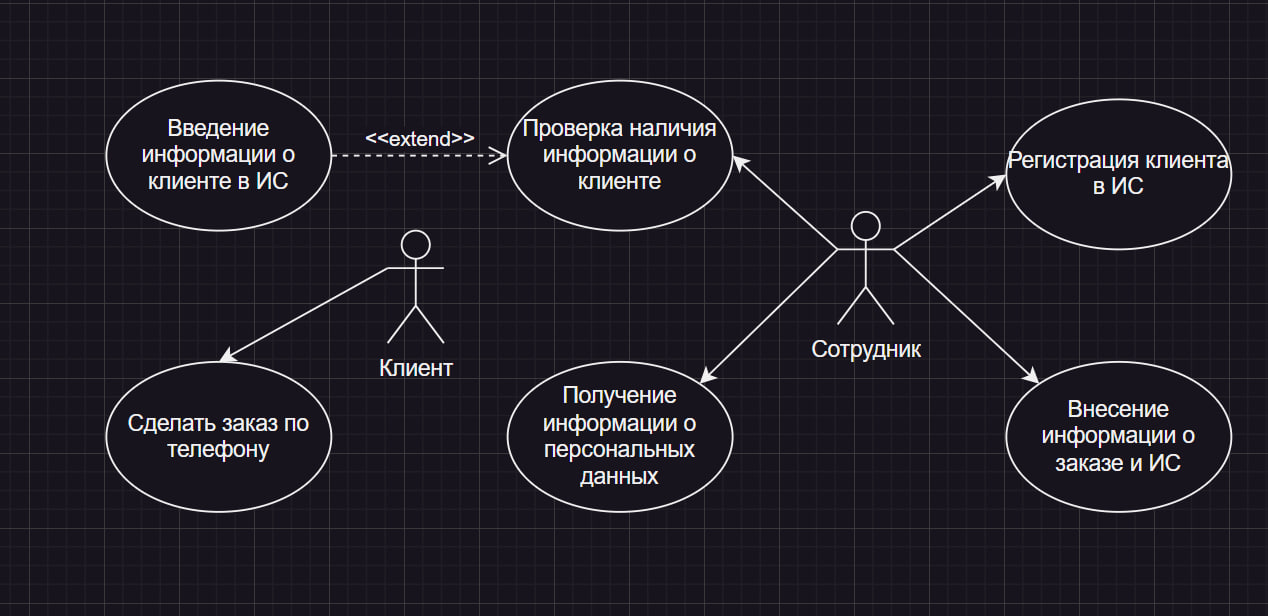 Введение
информации о
клиенте в ИС
<<extend>>
Проверка наличия
информации о
клиенте
Регистрация клиента
в ИС
Клиент
Сотрудник
Сделать заказ по
телефону
Получение
информации о
персональных
данных
Внесение
информации о
заказе и ИС